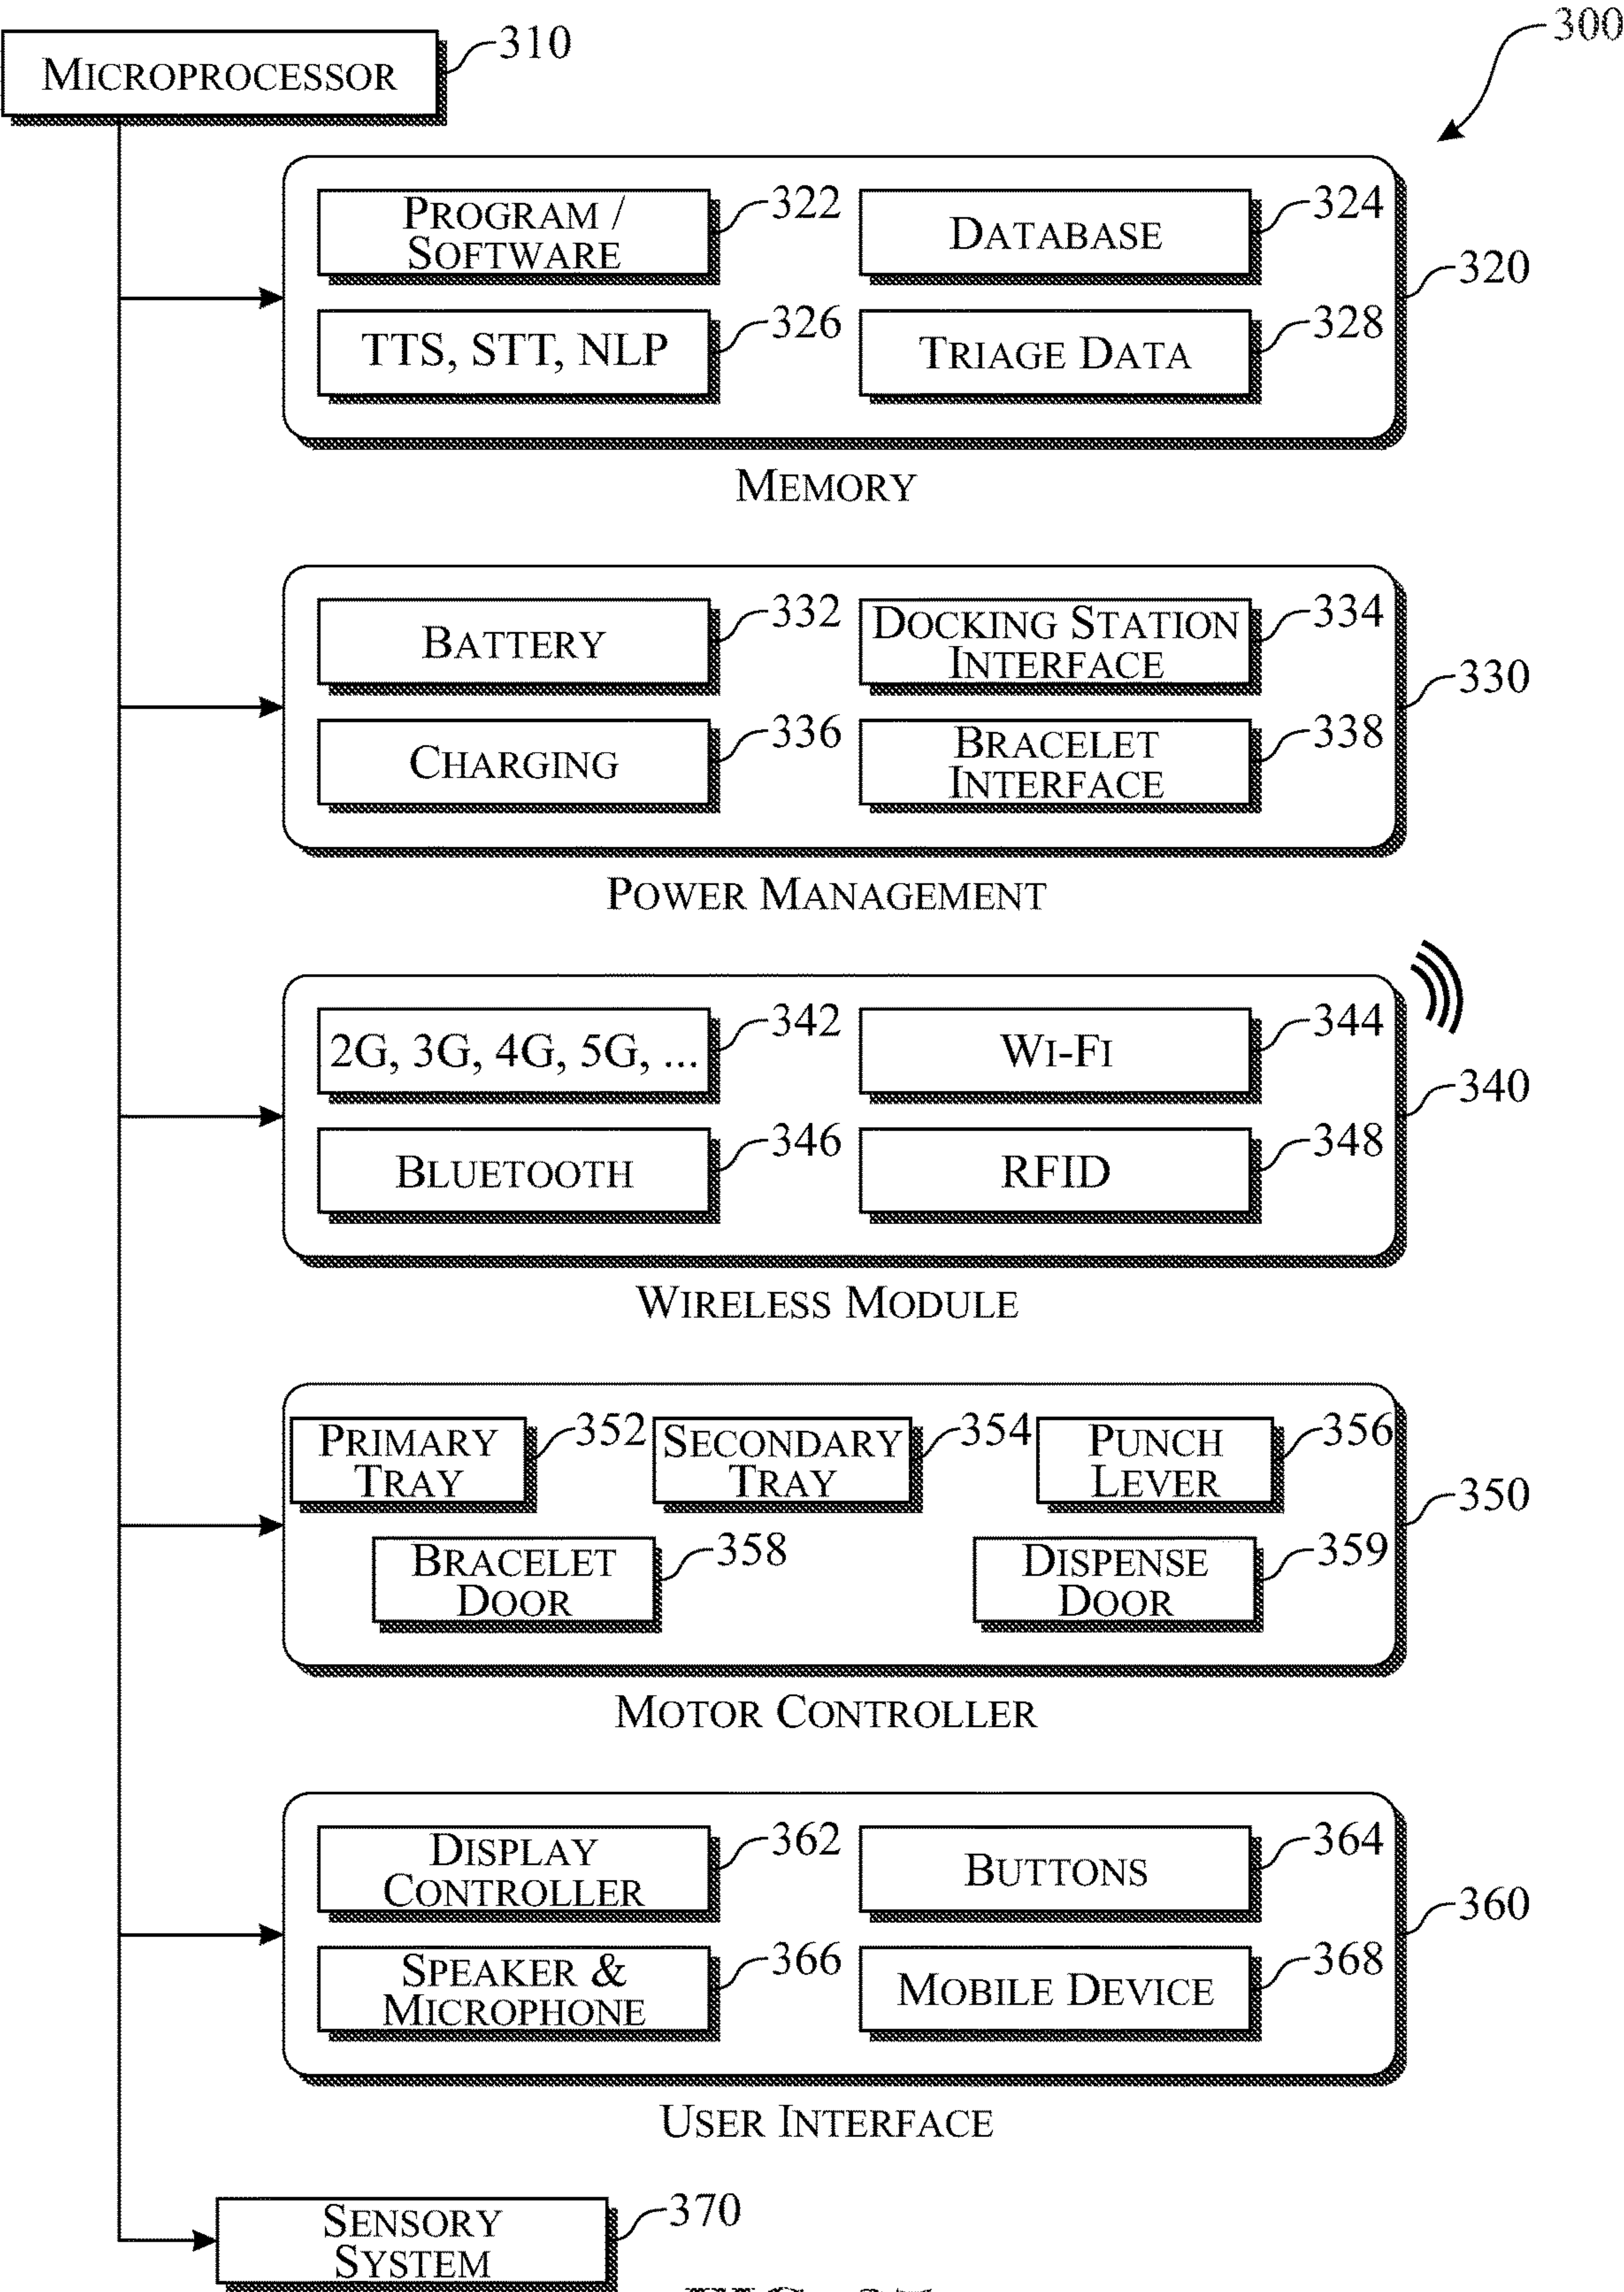 300
MICROPROCESSOR 310
PROGRAM / 322
SOFTWARE
DATABASE 324
320
TTS, STT, NLP 326
TRIAGE DATA 328
MEMORY
BATTERY 332
DOCKING STATION 334
INTERFACE
330
CHARGING 336
BRACELET 338
INTERFACE
POWER MANAGEMENT
2G, 3G, 4G, 5G, ... 342
WI-FI 344
340
BLUETOOTH 346
RFID 348
WIRELESS MODULE
PRIMARY 352
TRAY
SECONDARY 354
TRAY
PUNCH 356
LEVER
350
BRACELET 358
DOOR
DISPENSE 359
DOOR
MOTOR CONTROLLER
DISPLAY 362
CONTROLLER
BUTTONS 364
360
SPEAKER & 366
MICROPHONE
MOBILE DEVICE 368
USER INTERFACE
SENSORY 370
SYSTEM